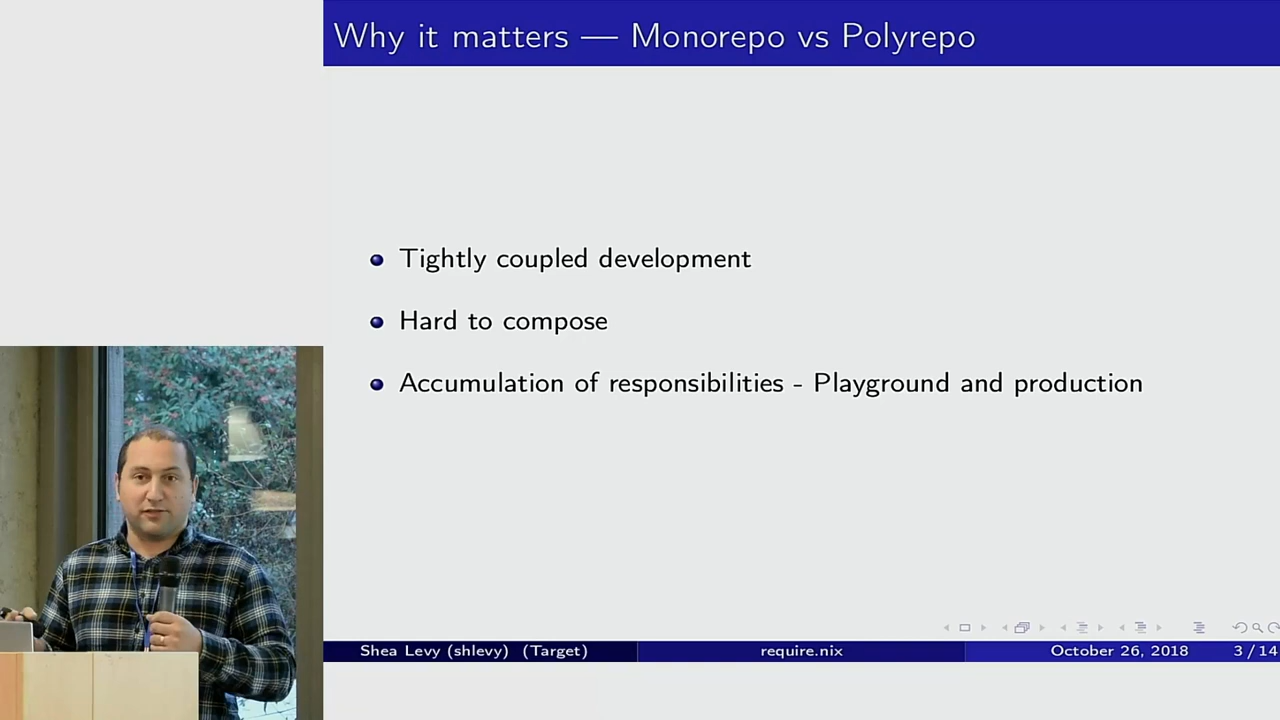 Why it matters — Monorepo vs Polyrepo
Tightly coupled development
Hard to compose
Accumulation of responsibilities - Playground and production
Shea Levy (shlevy) (Target)
require.nix
October 26, 2018
3 / 14